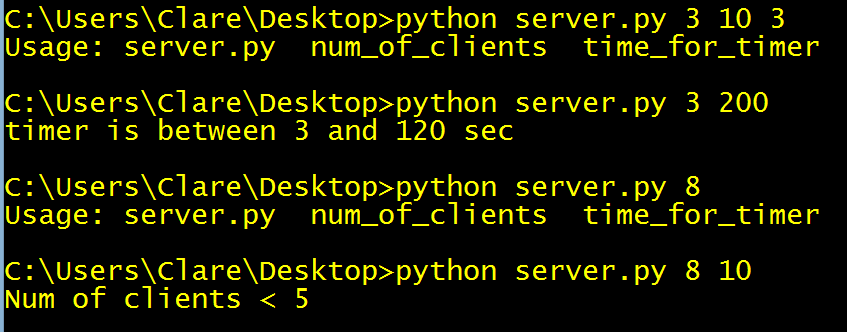 C:\Users\Clare\Desktop>python server.py 3 10 3
Usage: server.py  num_of_clients  time_for_timer
C:\Users\Clare\Desktop>python server.py 3 200
timer is between 3 and 120 sec
C:\Users\Clare\Desktop>python server.py 8
Usage: server.py  num_of_clients  time_for_timer
C:\Users\Clare\Desktop>python server.py 8 10
Num of clients < 5